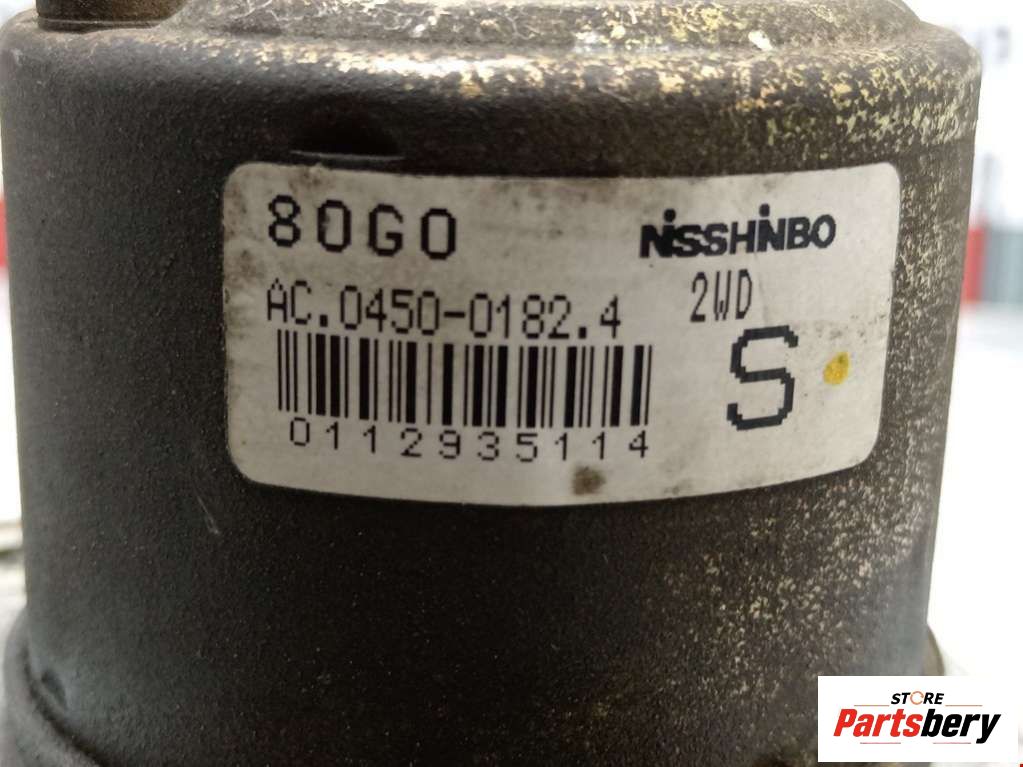 80G0 NiSSHiNBO
AC.0450-0182.4 2WD
S
0112935114
STORE
Partsbery